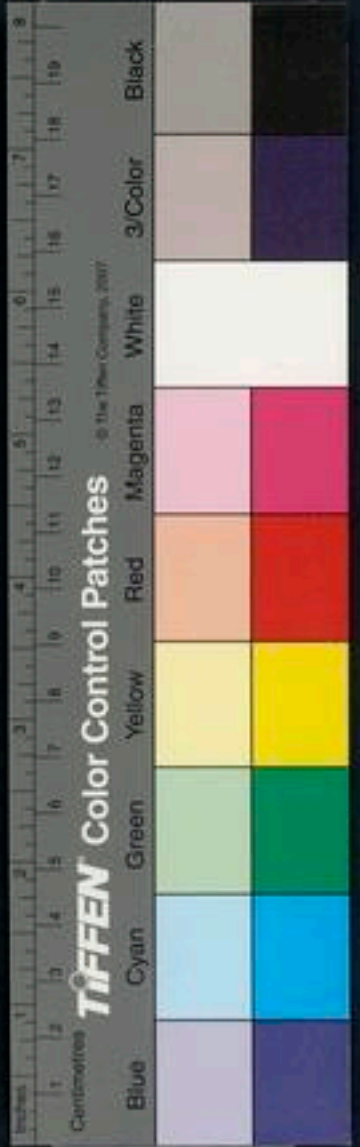 Inches 1 2 3 4 5 6 7 8
Centimetres 1 2 3 4 5 6 7 8 9 10 11 12 13 14 15 16 17 18 19
TIFFEN Color Control Patches
© The Tiffen Company, 2007
Blue Cyan Green Yellow Red Magenta White 3/Color Black